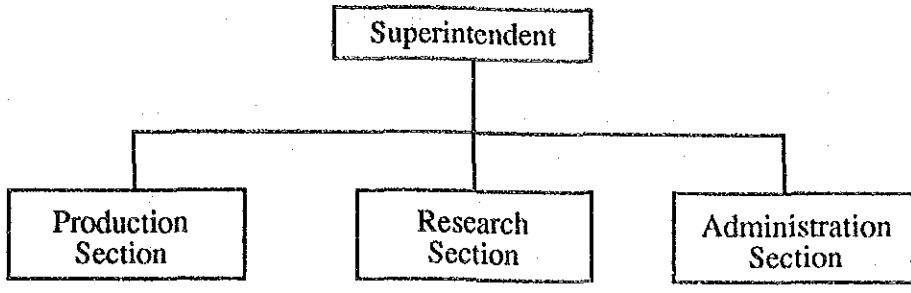 Superintendent
Production
Section
Research
Section
Administration
Section